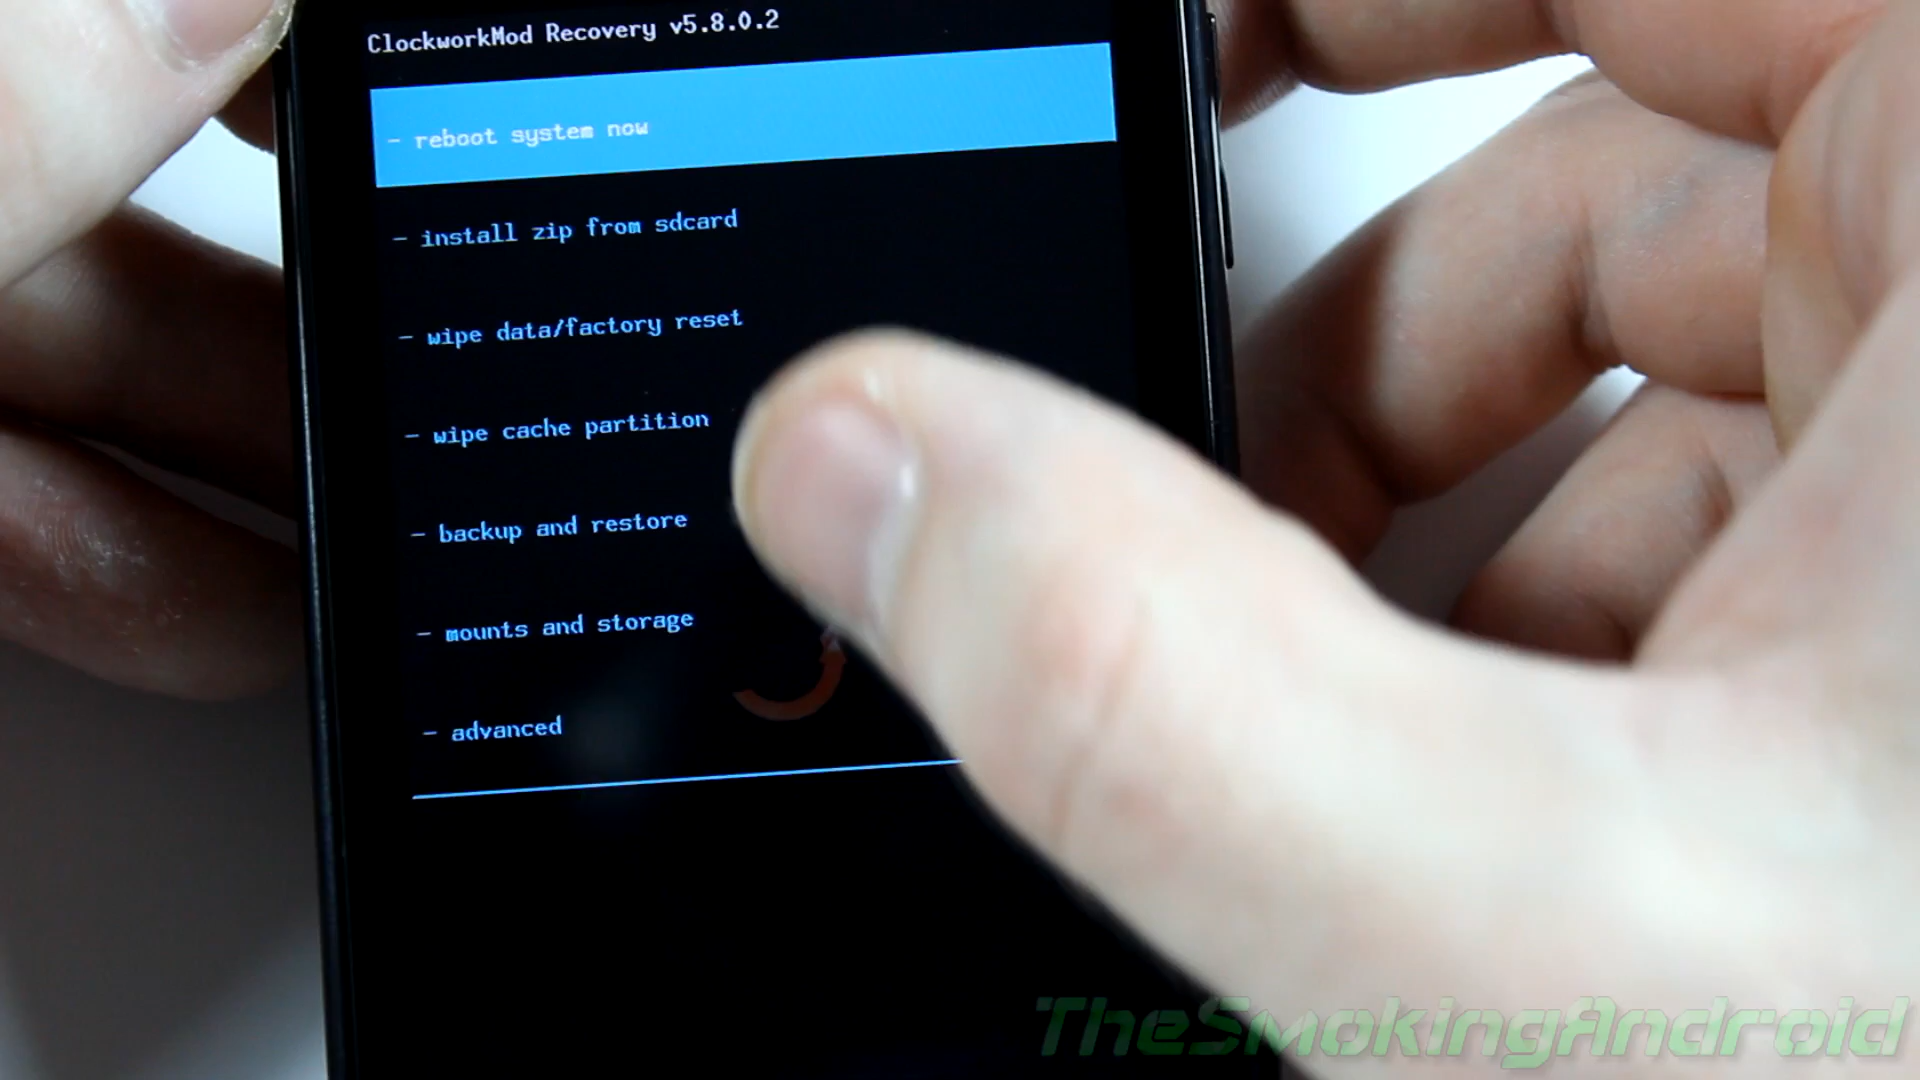 ClockworkMod Recovery v5.8.0.2
- reboot system now
- install zip from sdcard
- wipe data/factory reset
- wipe cache partition
- backup and restore
- mounts and storage
- advanced
TheSmokingAndroid